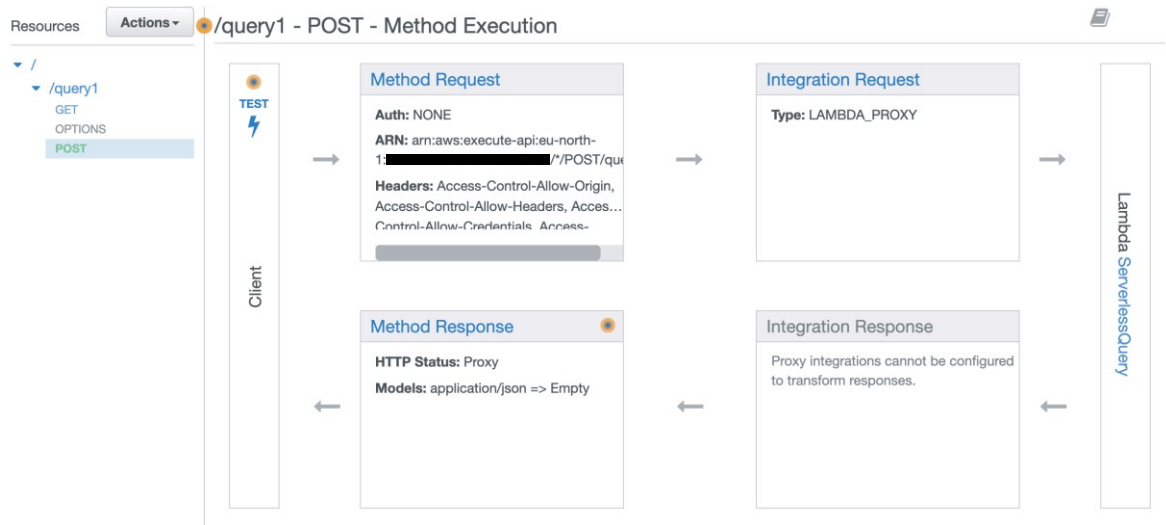 Resources
Actions
/query1 - POST - Method Execution
/
/query1
GET
OPTIONS
POST
TEST
Client
Method Request
Auth: NONE
ARN: arn:aws:execute-api:eu-north-
1: /*/POST/que
Headers: Access-Control-Allow-Origin,
Access-Control-Allow-Headers, Acces...
Control-Allow-Credentials, Access-
Integration Request
Type: LAMBDA_PROXY
Lambda ServerlessQuery
Method Response
HTTP Status: Proxy
Models: application/json => Empty
Integration Response
Proxy integrations cannot be configured
to transform responses.